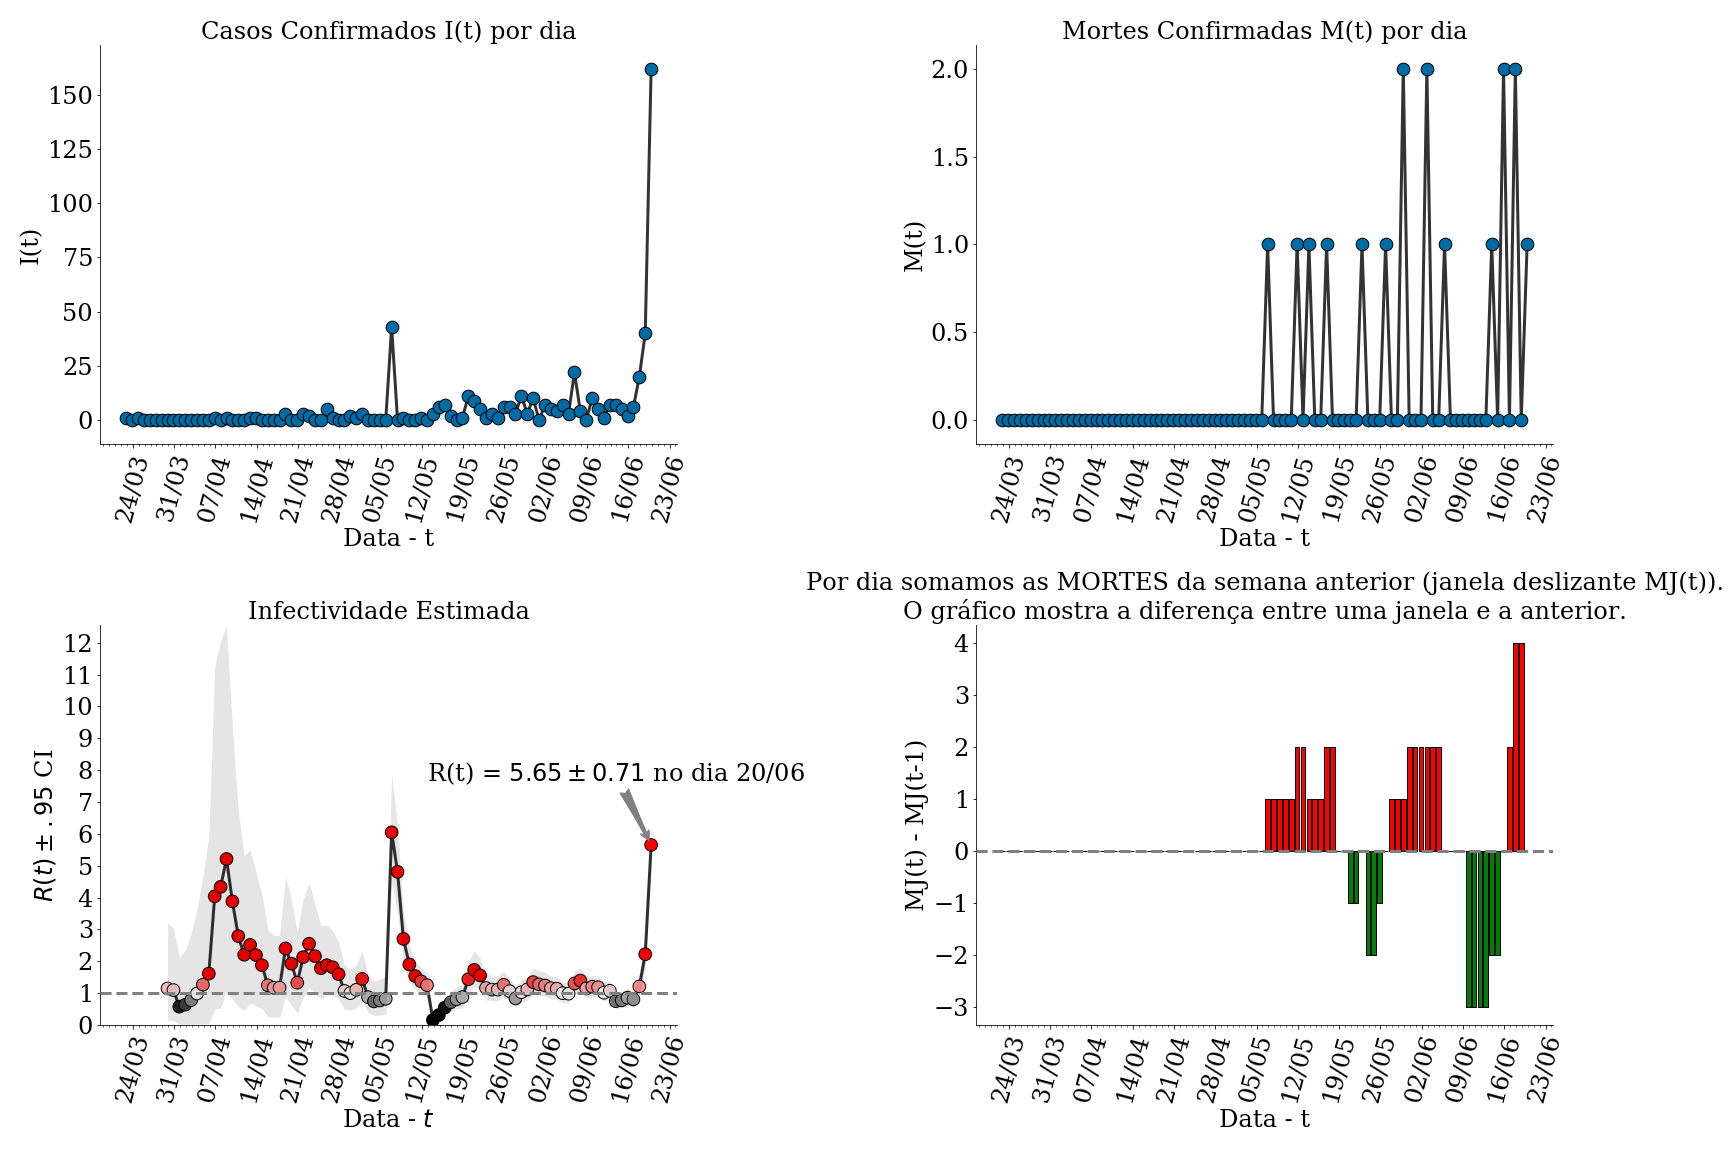 Casos Confirmados I(t) por dia
I(t)
150
125
100
75
50
25
0
24/03 31/03 07/04 14/04 21/04 28/04 05/05 12/05 19/05 26/05 02/06 09/06 16/06 23/06
Data - t
Mortes Confirmadas M(t) por dia
M(t)
2.0
1.5
1.0
0.5
0.0
24/03 31/03 07/04 14/04 21/04 28/04 05/05 12/05 19/05 26/05 02/06 09/06 16/06 23/06
Data - t
Infectividade Estimada
R(t) ± .95 CI
12
11
10
9
8
7
6
5
4
3
2
1
0
R(t) = 5.65 ± 0.71 no dia 20/06
24/03 31/03 07/04 14/04 21/04 28/04 05/05 12/05 19/05 26/05 02/06 09/06 16/06 23/06
Data - t
Por dia somamos as MORTES da semana anterior (janela deslizante MJ(t)).
O gráfico mostra a diferença entre uma janela e a anterior.
MJ(t) - MJ(t-1)
4
3
2
1
0
−1
−2
−3
24/03 31/03 07/04 14/04 21/04 28/04 05/05 12/05 19/05 26/05 02/06 09/06 16/06 23/06
Data - t